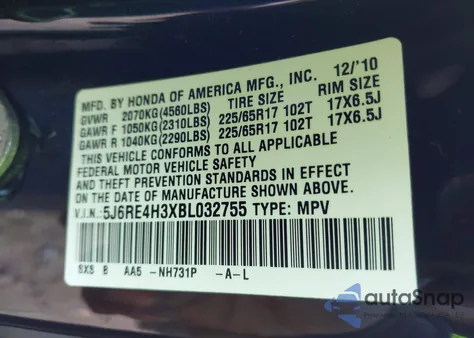 MFD. BY HONDA OF AMERICA MFG., INC. 12/'10
GVWR 2070KG(4560LBS) TIRE SIZE RIM SIZE
GAWR F 1050KG(2310LBS) 225/65R17 102T 17X6.5J
GAWR R 1040KG(2290LBS) 225/65R17 102T 17X6.5J
THIS VEHICLE CONFORMS TO ALL APPLICABLE
FEDERAL MOTOR VEHICLE SAFETY
AND THEFT PREVENTION STANDARDS IN EFFECT
ON THE DATE OF MANUFACTURE SHOWN ABOVE.
V.I.N.: 5J6RE4H3XBL032755 TYPE: MPV
SXS B AA5 -NH731P -A-L
autoSnap